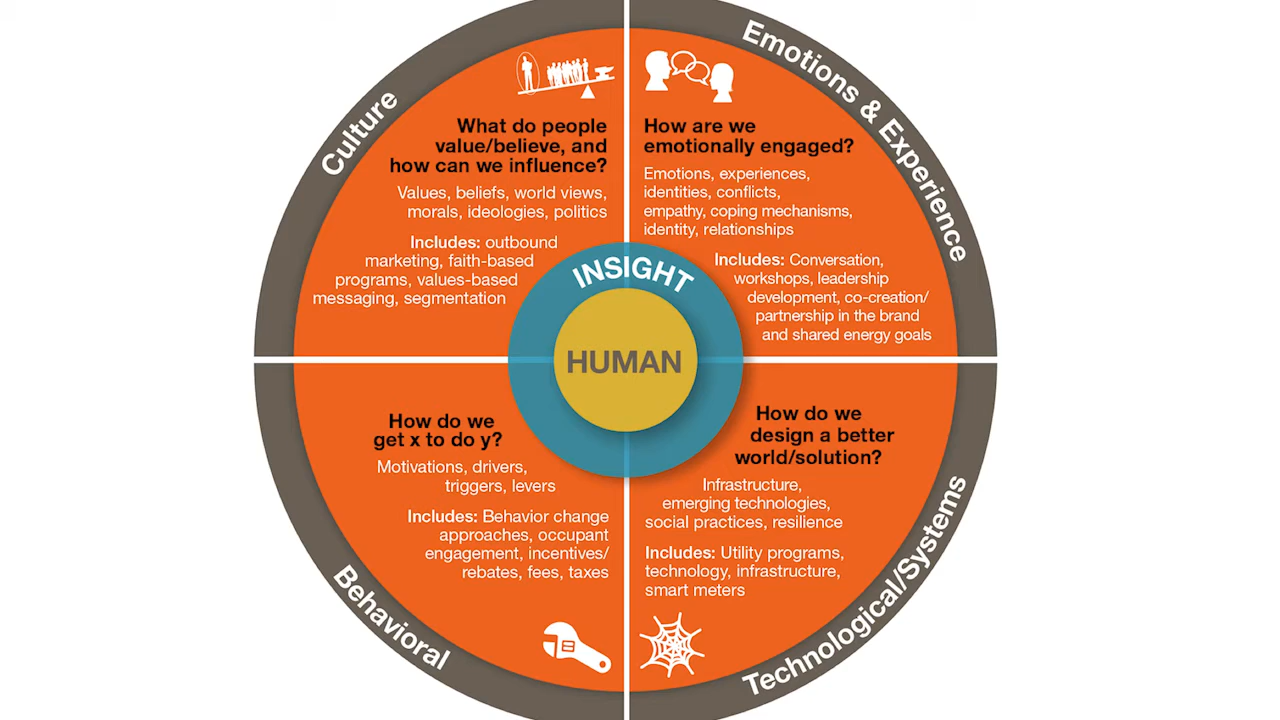 Culture
What do people
value/believe, and
how can we influence?
Values, beliefs, world views,
morals, ideologies, politics
Includes: outbound
marketing, faith-based
programs, values-based
messaging, segmentation
Emotions & Experience
How are we
emotionally engaged?
Emotions, experiences,
identities, conflicts,
empathy, coping mechanisms,
identity, relationships
Includes: Conversation,
workshops, leadership
development, co-creation/
partnership in the brand
and shared energy goals
INSIGHT
HUMAN
Behavioral
How do we
get x to do y?
Motivations, drivers,
triggers, levers
Includes: Behavior change
approaches, occupant
engagement, incentives/
rebates, fees, taxes
Technological/Systems
How do we
design a better
world/solution?
Infrastructure,
emerging technologies,
social practices, resilience
Includes: Utility programs,
technology, infrastructure,
smart meters